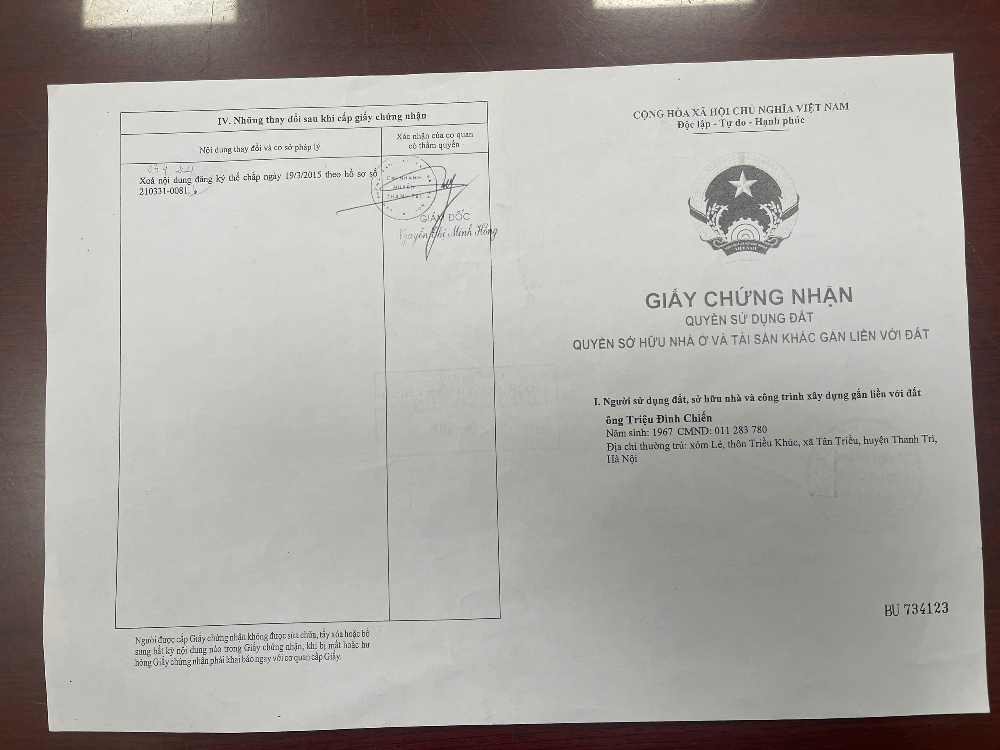 IV. Những thay đổi sau khi cấp giấy chứng nhận
Nội dung thay đổi và cơ sở pháp lý
Xác nhận của cơ quan
có thẩm quyền
03 4 2021
Xoá nội dung đăng ký thế chấp ngày 19/3/2015 theo hồ sơ số
210331-0081.
CHI NHÁNH
HUYỆN
THANH TRÌ
GIÁM ĐỐC
Nguyễn Thị Minh Hồng
Người được cấp Giấy chứng nhận không được sửa chữa, tẩy xóa hoặc bổ
sung bất kỳ nội dung nào trong Giấy chứng nhận; khi bị mất hoặc hư
hỏng Giấy chứng nhận phải khai báo ngay với cơ quan cấp Giấy.
CỘNG HÒA XÃ HỘI CHỦ NGHĨA VIỆT NAM
Độc lập - Tự do - Hạnh phúc
CỘNG HÒA XÃ HỘI CHỦ NGHĨA
VIỆT NAM
GIẤY CHỨNG NHẬN
QUYỀN SỬ DỤNG ĐẤT
QUYỀN SỞ HỮU NHÀ Ở VÀ TÀI SẢN KHÁC GẮN LIỀN VỚI ĐẤT
I. Người sử dụng đất, sở hữu nhà và công trình xây dựng gắn liền với đất
ông Triệu Đình Chiến
Năm sinh: 1967 CMND: 011 283 780
Địa chỉ thường trú: xóm Lẻ, thôn Triều Khúc, xã Tân Triều, huyện Thanh Trì,
Hà Nội
BU 734123